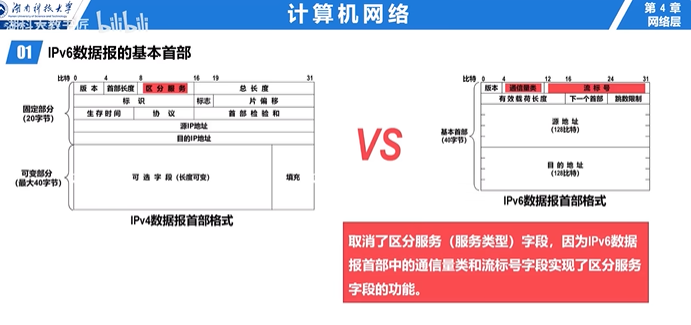 湖南科技大学
湖科大教书匠 bilibili
计算机网络
第 4 章
网络层
01 IPv6数据报的基本首部
比特 0 4 8 16 19 31
版 本 首部长度 区 分 服 务 总 长 度
标 识 标志 片 偏 移
生 存 时 间 协 议 首 部 检 验 和
源IP地址
目的IP地址
可 选 字 段 (长度可变) 填充
固定部分
(20字节)
可变部分
(最大40字节)
IPv4数据报首部格式
VS
比特 0 4 12 16 24 31
版本 通信量类 流 标 号
有 效 载 荷 长 度 下一个首部 跳数限制
源 地 址
(128比特)
目 的 地 址
(128比特)
基本首部
(40字节)
IPv6数据报首部格式
取消了区分服务（服务类型）字段，因为IPv6数据
报首部中的通信量类和流标号字段实现了区分服务
字段的功能。